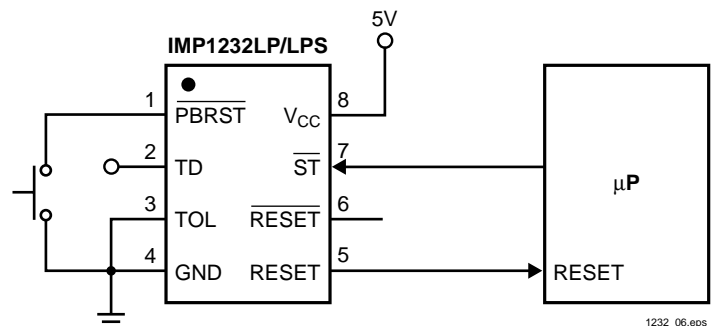 5V
IMP1232LP/LPS
1 PBRST VCC 8
2 TD ST 7
3 TOL RESET 6
4 GND RESET 5
μP
RESET
1232_06.eps